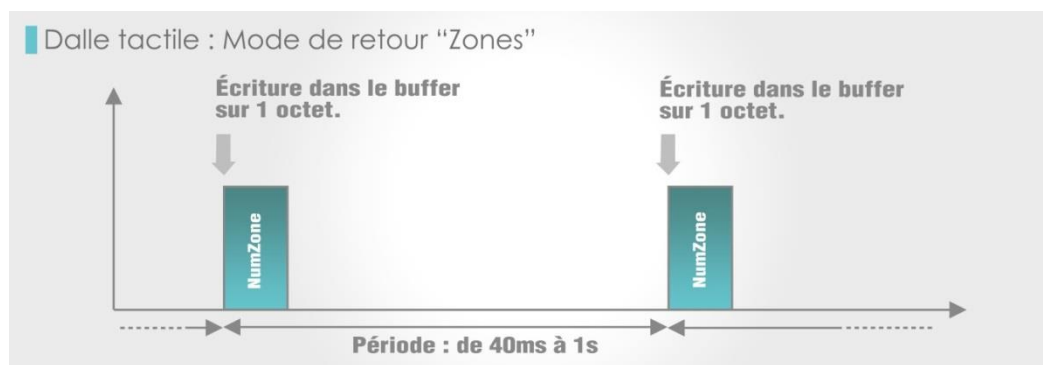 Dalle tactile : Mode de retour “Zones”
Écriture dans le buffer
sur 1 octet.
Écriture dans le buffer
sur 1 octet.
NumZone
NumZone
Période : de 40ms à 1s